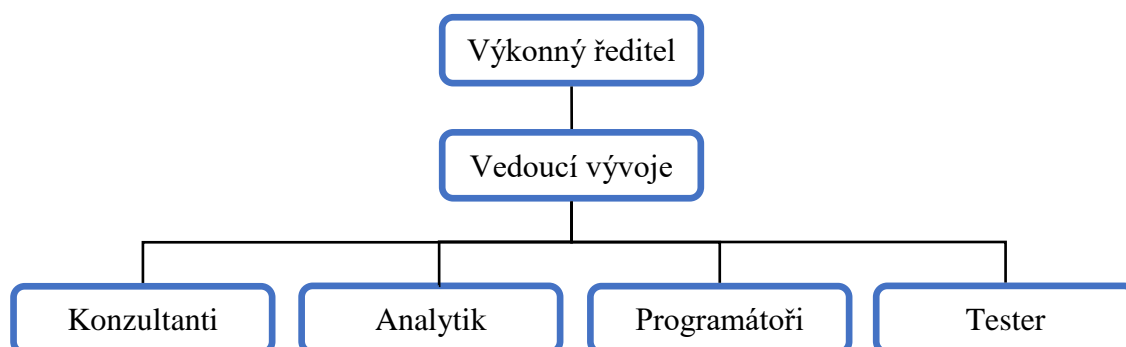 Výkonný ředitel
Vedoucí vývoje
Konzultanti
Analytik
Programátoři
Tester